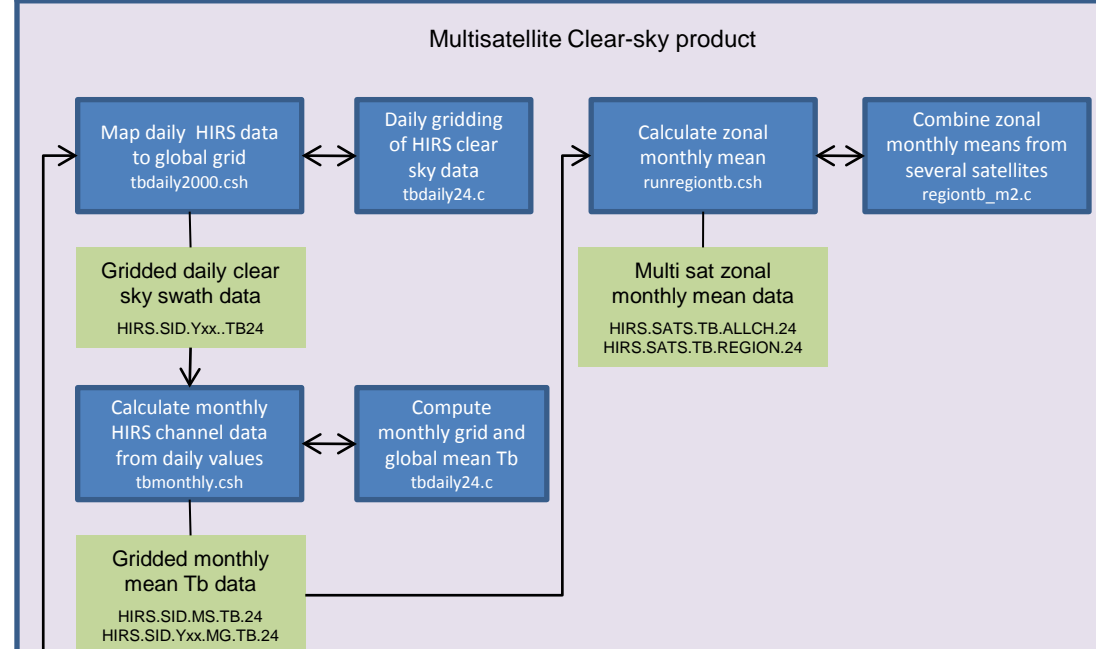 Multisatellite Clear-sky product
Map daily HIRS data
to global grid
tbdaily2000.csh
Daily gridding
of HIRS clear
sky data
tbdaily24.c
Calculate zonal
monthly mean
runregiontb.csh
Combine zonal
monthly means from
several satellites
regiontb_m2.c
Gridded daily clear
sky swath data
HIRS.SID.Yxx..TB24
Multi sat zonal
monthly mean data
HIRS.SATS.TB.ALLCH.24
HIRS.SATS.TB.REGION.24
Calculate monthly
HIRS channel data
from daily values
tbmonthly.csh
Compute
monthly grid and
global mean Tb
tbdaily24.c
Gridded monthly
mean Tb data
HIRS.SID.MS.TB.24
HIRS.SID.Yxx.MG.TB.24